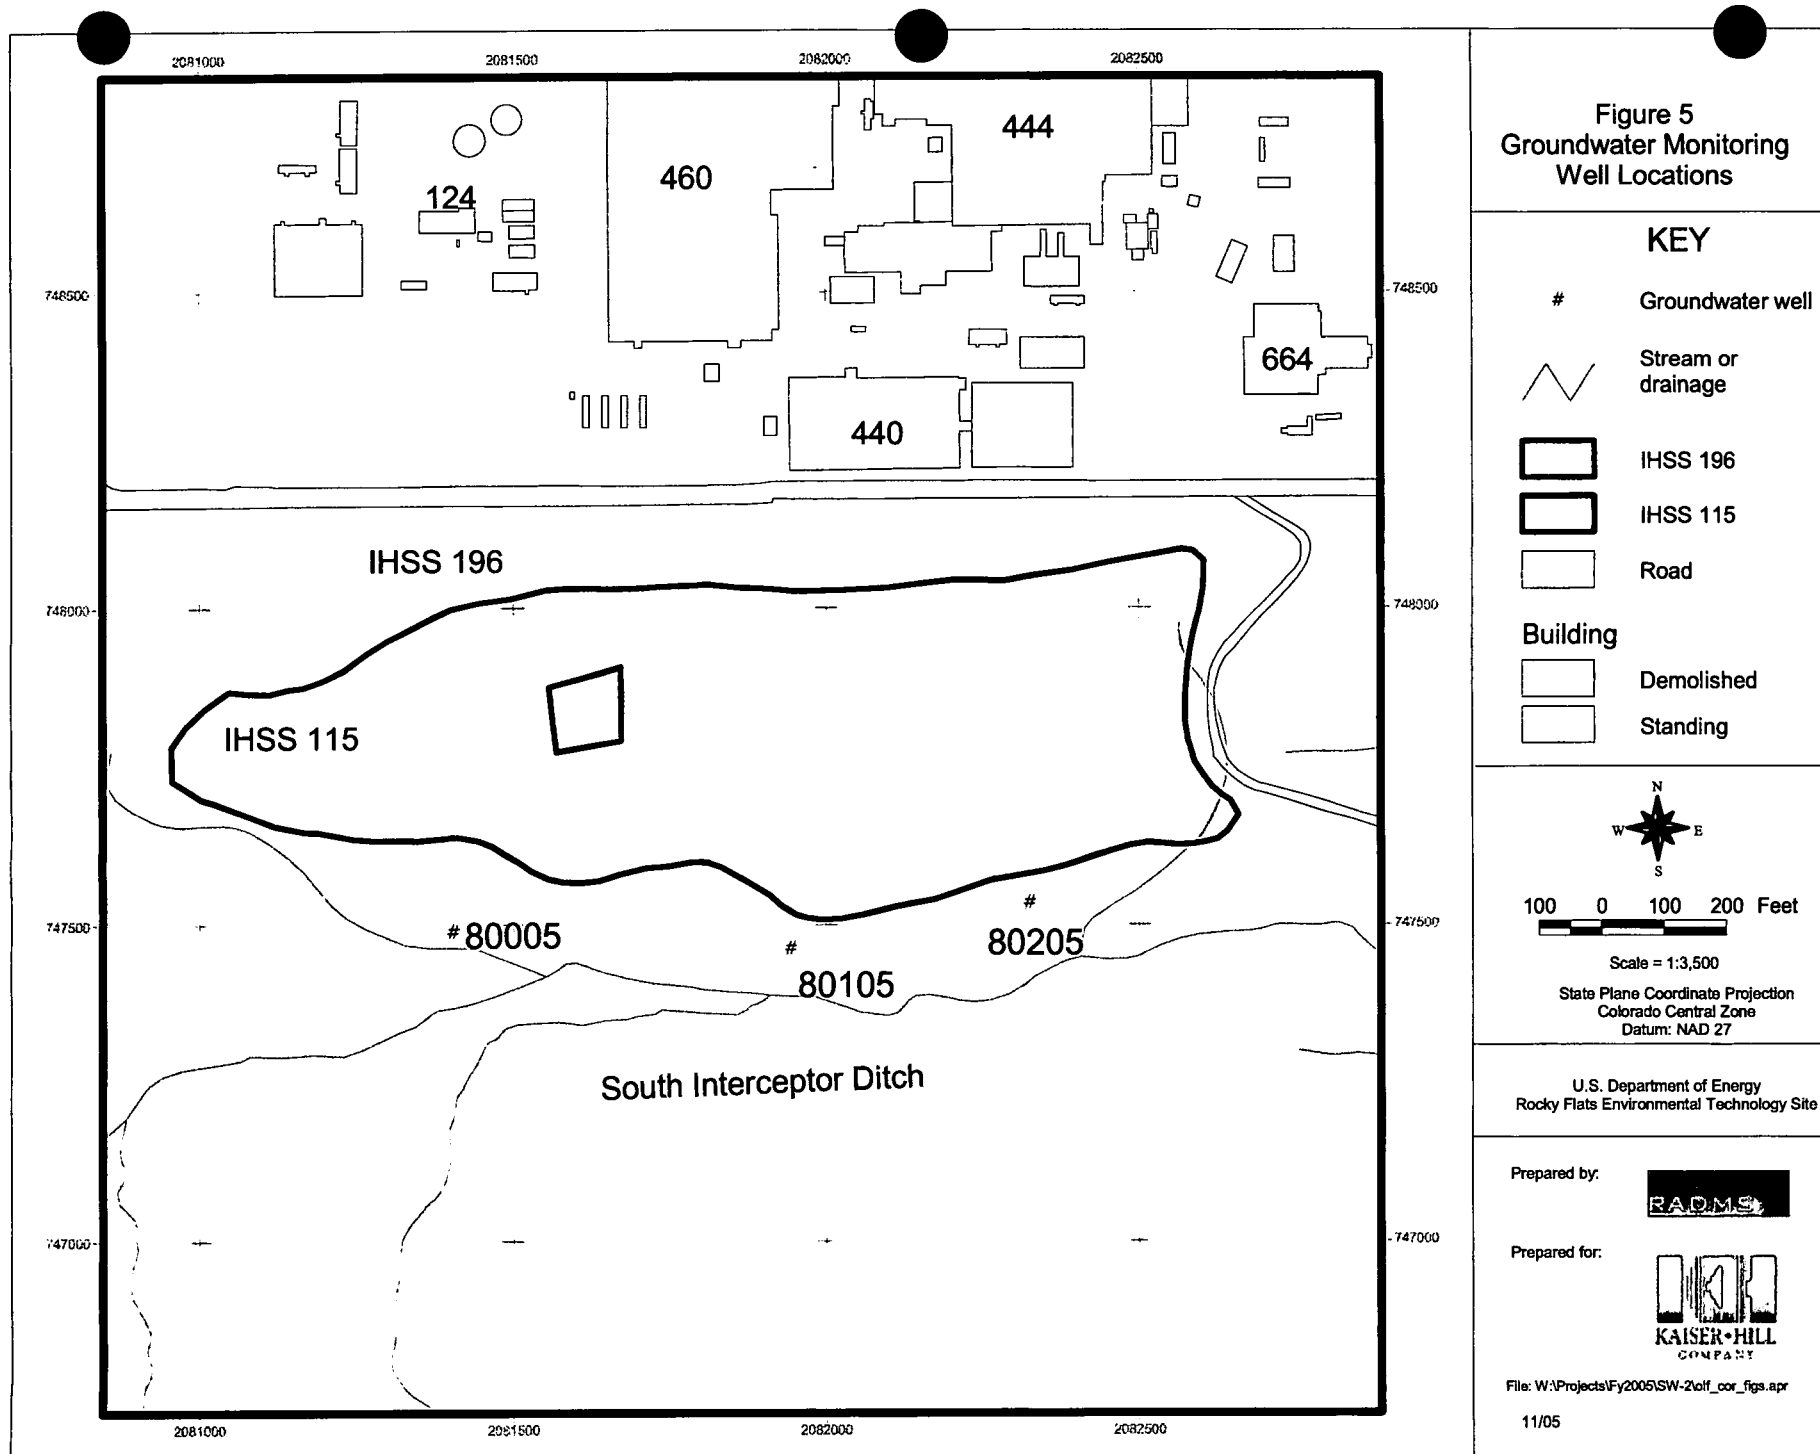 2081000
2081500
2082000
2082500
124
460
444
748500
748500
664
440
IHSS 196
748000
748000
IHSS 115
747500
747500
# 80005
#
80105
#
80205
South Interceptor Ditch
747000
747000
2081000
2081500
2082000
2082500
Figure 5
Groundwater Monitoring
Well Locations
KEY
# Groundwater well
Stream or
drainage
IHSS 196
IHSS 115
Road
Building
Demolished
Standing
N
W E
S
100 0 100 200 Feet
Scale = 1:3,500
State Plane Coordinate Projection
Colorado Central Zone
Datum: NAD 27
U.S. Department of Energy
Rocky Flats Environmental Technology Site
Prepared by:
RADMS
Prepared for:
KAISER•HILL
COMPANY
File: W:\Projects\Fy2005\SW-2\olf_cor_figs.apr
11/05